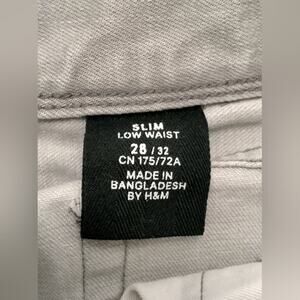 SLIM
LOW WAIST
28 / 32
CN 175/72A
MADE IN
BANGLADESH
BY H&M